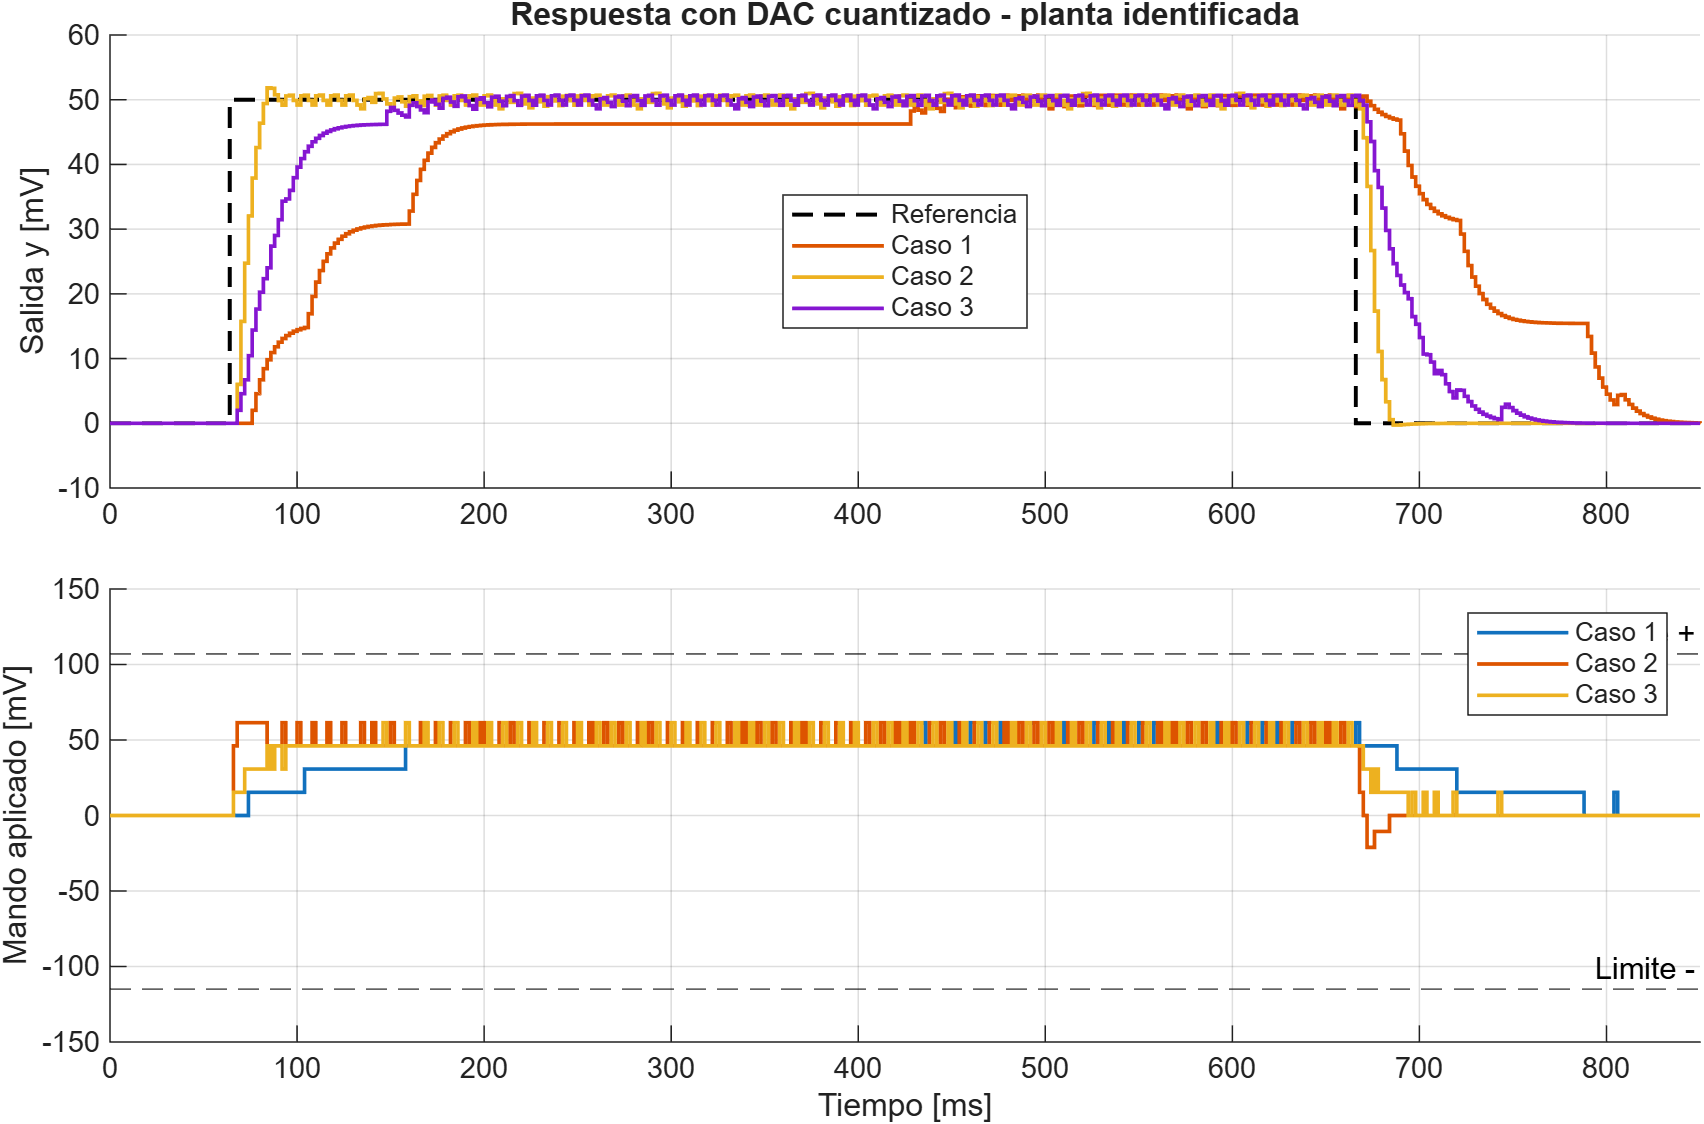 Respuesta con DAC cuantizado - planta identificada
60
50
40
30
20
10
0
-10
Salida y [mV]
Referencia
Caso 1
Caso 2
Caso 3
0 100 200 300 400 500 600 700 800
150
100
50
0
-50
-100
-150
Mando aplicado [mV]
Caso 1
Caso 2
Caso 3
+
Limite -
0 100 200 300 400 500 600 700 800
Tiempo [ms]